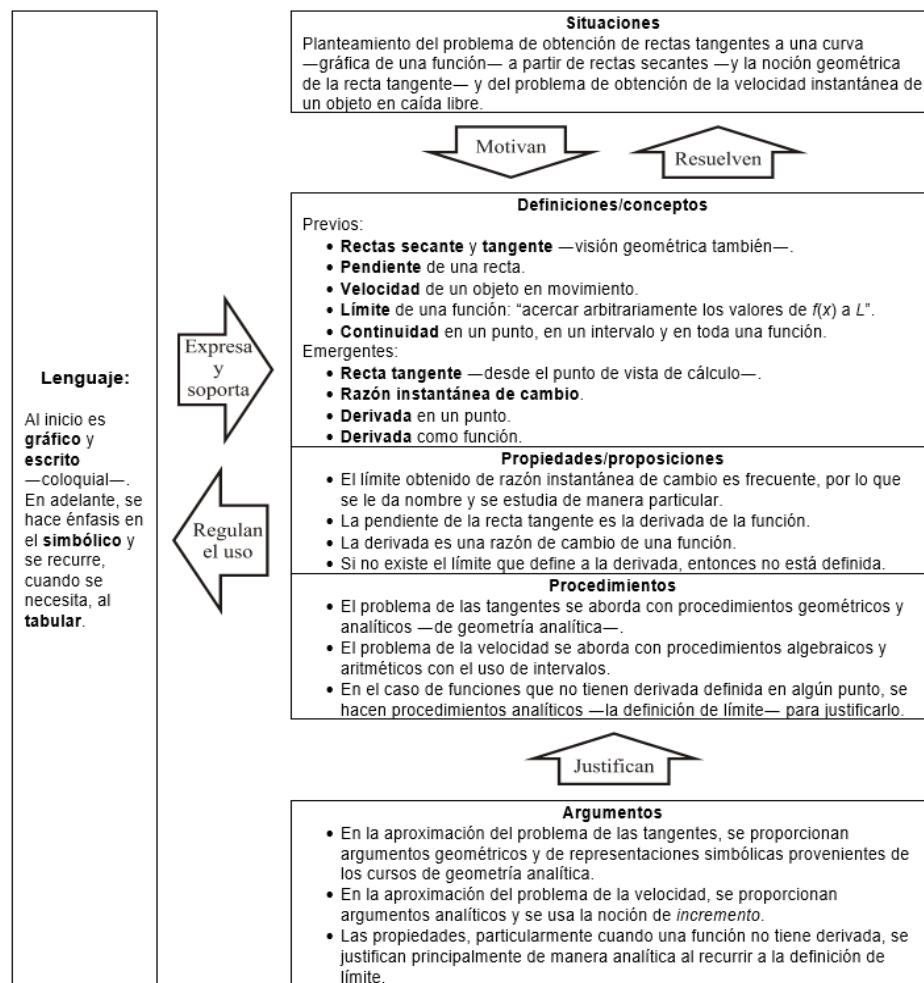 Lenguaje:
Al inicio es
gráfico y
escrito
—coloquial—.
En adelante, se
hace énfasis en
el simbólico y
se recurre,
cuando se
necesita, al
tabular.
Expresa
y
soporta
Regulan
el uso
Situaciones
Planteamiento del problema de obtención de rectas tangentes a una curva
—gráfica de una función— a partir de rectas secantes —y la noción geométrica
de la recta tangente— y del problema de obtención de la velocidad instantánea de
un objeto en caída libre.
Motivan
Resuelven
Definiciones/conceptos
Previos:
• Rectas secante y tangente —visión geométrica también—.
• Pendiente de una recta.
• Velocidad de un objeto en movimiento.
• Límite de una función: “acercar arbitrariamente los valores de f(x) a L”.
• Continuidad en un punto, en un intervalo y en toda una función.
Emergentes:
• Recta tangente —desde el punto de vista de cálculo—.
• Razón instantánea de cambio.
• Derivada en un punto.
• Derivada como función.
Propiedades/proposiciones
• El límite obtenido de razón instantánea de cambio es frecuente, por lo que
se le da nombre y se estudia de manera particular.
• La pendiente de la recta tangente es la derivada de la función.
• La derivada es una razón de cambio de una función.
• Si no existe el límite que define a la derivada, entonces no está definida.
Procedimientos
• El problema de las tangentes se aborda con procedimientos geométricos y
analíticos —de geometría analítica—.
• El problema de la velocidad se aborda con procedimientos algebraicos y
aritméticos con el uso de intervalos.
• En el caso de funciones que no tienen derivada definida en algún punto, se
hacen procedimientos analíticos —la definición de límite— para justificarlo.
Justifican
Argumentos
• En la aproximación del problema de las tangentes, se proporcionan
argumentos geométricos y de representaciones simbólicas provenientes de
los cursos de geometría analítica.
• En la aproximación del problema de la velocidad, se proporcionan
argumentos analíticos y se usa la noción de incremento.
• Las propiedades, particularmente cuando una función no tiene derivada, se
justifican principalmente de manera analítica al recurrir a la definición de
límite.